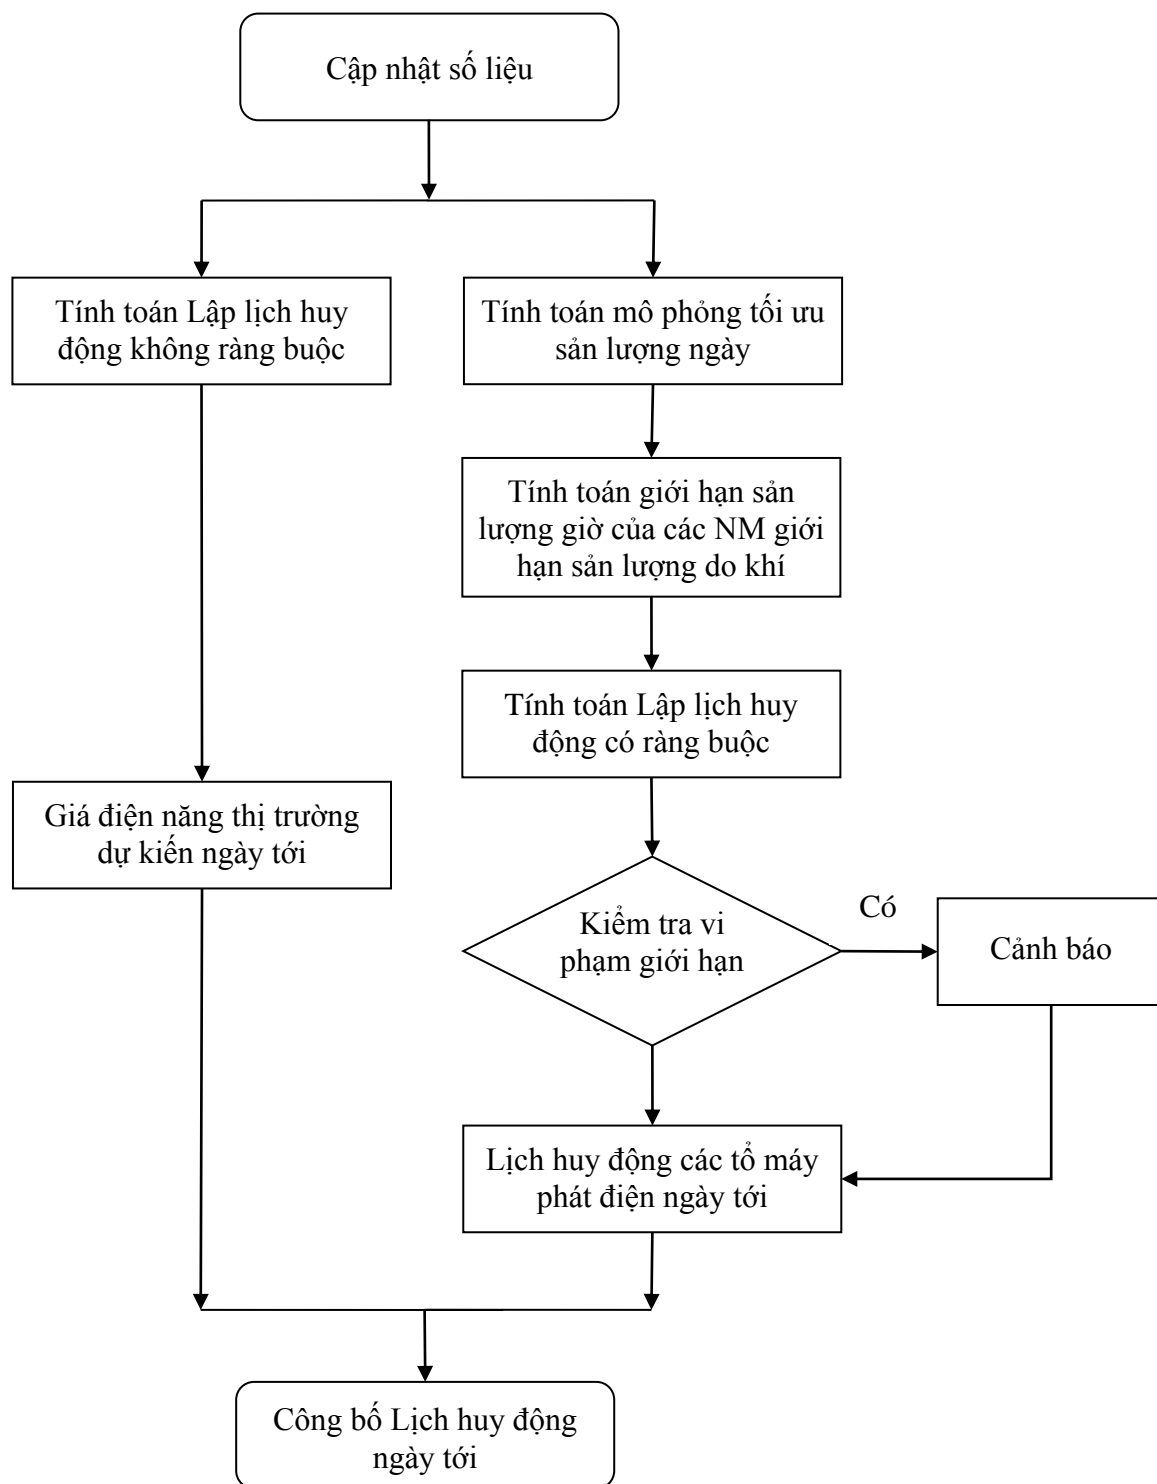 Cập nhật số liệu
Tính toán Lập lịch huy
động không ràng buộc
Tính toán mô phỏng tối ưu
sản lượng ngày
Tính toán giới hạn sản
lượng giờ của các NM giới
hạn sản lượng do khí
Tính toán Lập lịch huy
động có ràng buộc
Giá điện năng thị trường
dự kiến ngày tới
Kiểm tra vi
phạm giới hạn
Có
Cảnh báo
Lịch huy động các tổ máy
phát điện ngày tới
Công bố Lịch huy động
ngày tới